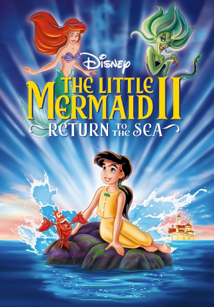 Disney
THE LITTLE
MERMAID II
RETURN TO THE SEA